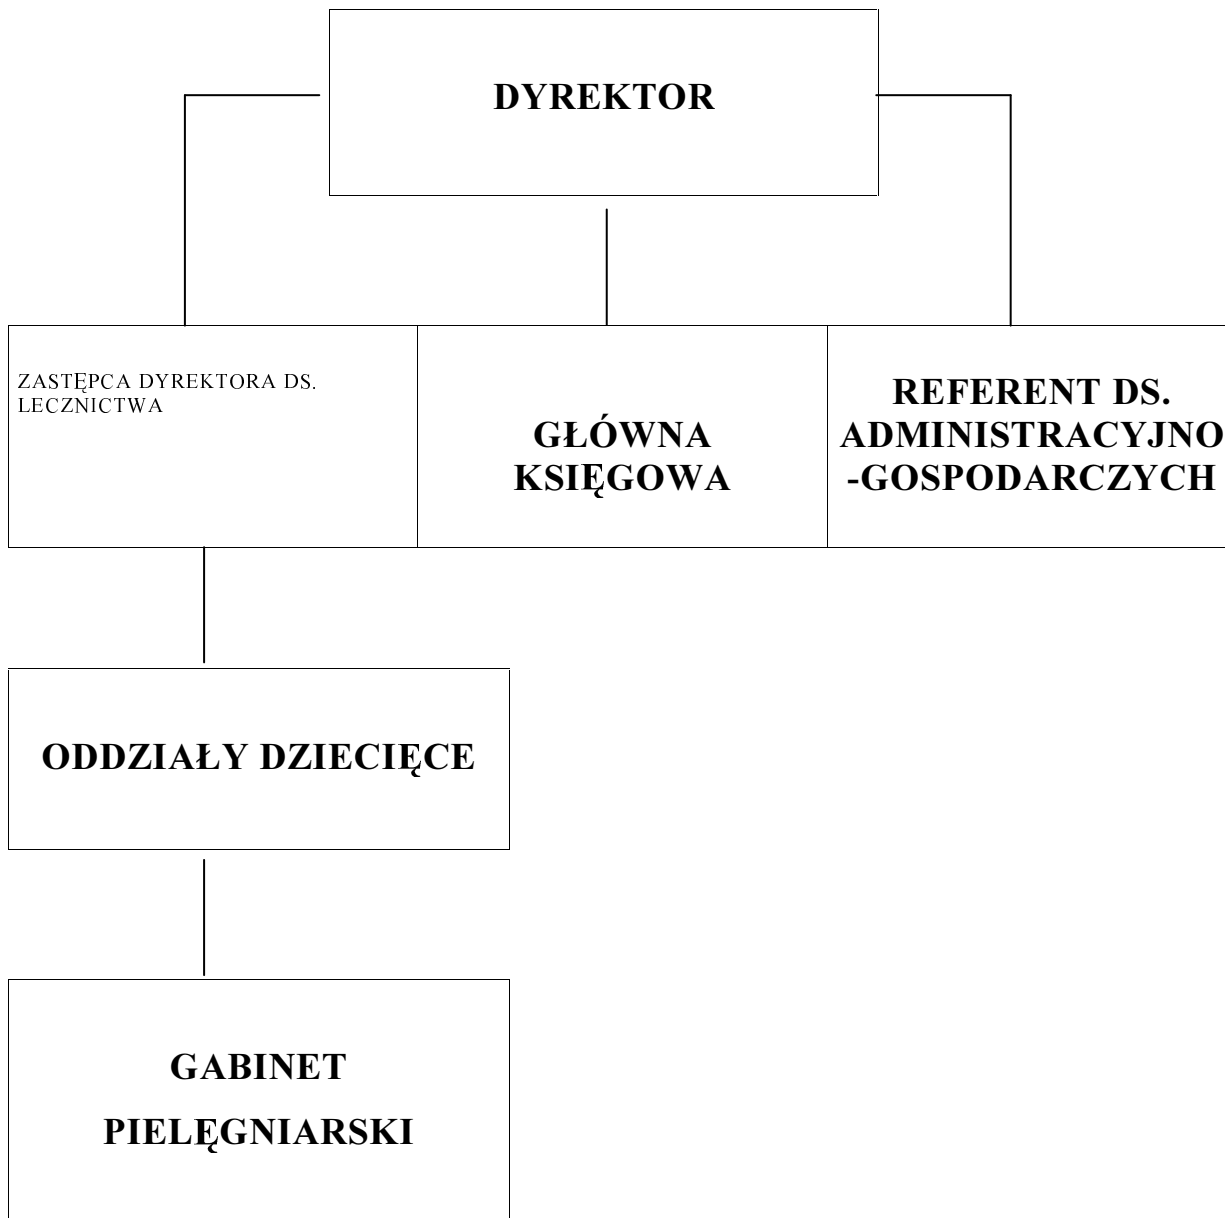 DYREKTOR
ZASTĘPCA DYREKTORA DS.
LECZNICTWA
GŁÓWNA
KSIĘGOWA
REFERENT DS.
ADMINISTRACYJNO
-GOSPODARCZYCH
ODDZIAŁY DZIECIĘCE
GABINET
PIELĘGNIARSKI